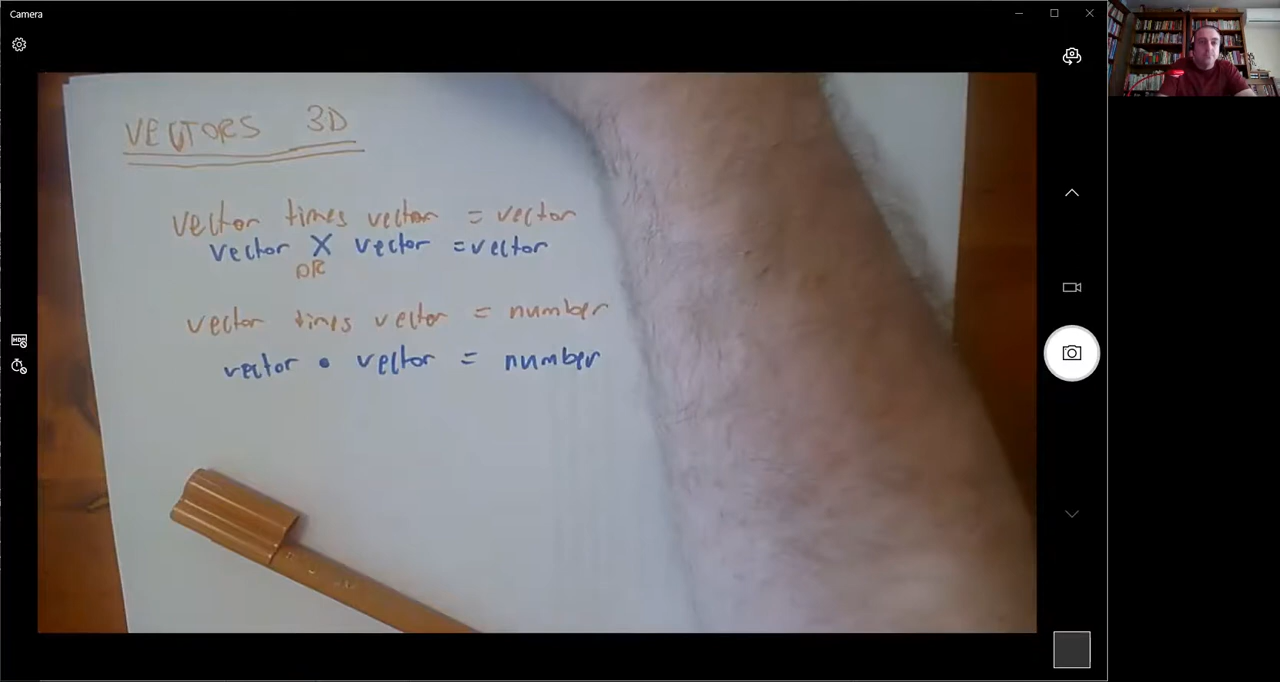 Camera
VECTORS 3D
vector times vector = vector
vector X vector = vector
OR
vector times vector = number
vector • vector = number